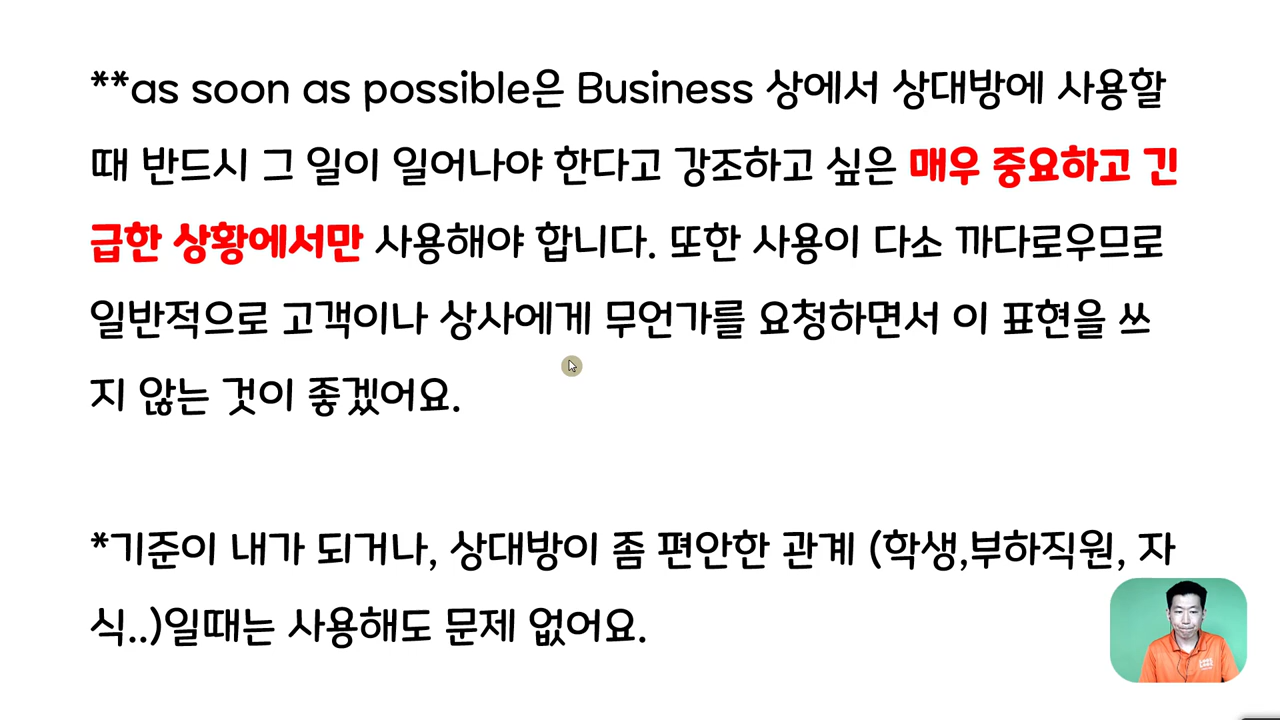 **as soon as possible은 Business 상에서 상대방에 사용할
때 반드시 그 일이 일어나야 한다고 강조하고 싶은 매우 중요하고 긴
급한 상황에서만 사용해야 합니다. 또한 사용이 다소 까다로우므로
일반적으로 고객이나 상사에게 무언가를 요청하면서 이 표현을 쓰
지 않는 것이 좋겠어요.
*기준이 내가 되거나, 상대방이 좀 편안한 관계 (학생,부하직원, 자
식..)일때는 사용해도 문제 없어요.